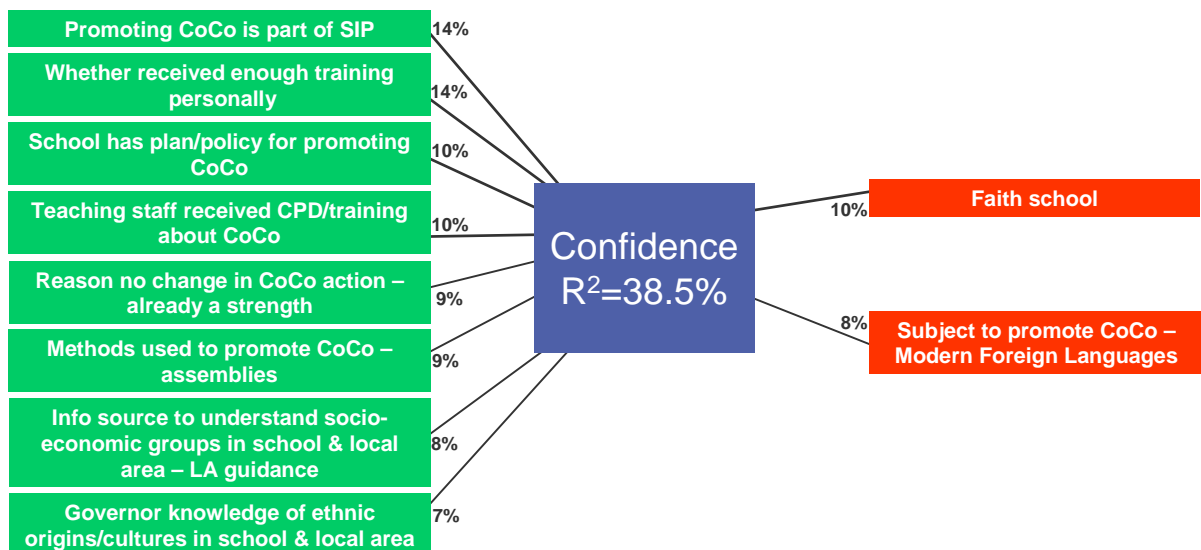 Promoting CoCo is part of SIP
14%
Whether received enough training
personally
14%
School has plan/policy for promoting
CoCo
10%
Teaching staff received CPD/training
about CoCo
10%
Reason no change in CoCo action –
already a strength
9%
Methods used to promote CoCo –
assemblies
9%
Info source to understand socio-
economic groups in school & local
area – LA guidance
8%
Governor knowledge of ethnic
origins/cultures in school & local area
7%
Confidence
R²=38.5%
10%
Faith school
8%
Subject to promote CoCo –
Modern Foreign Languages